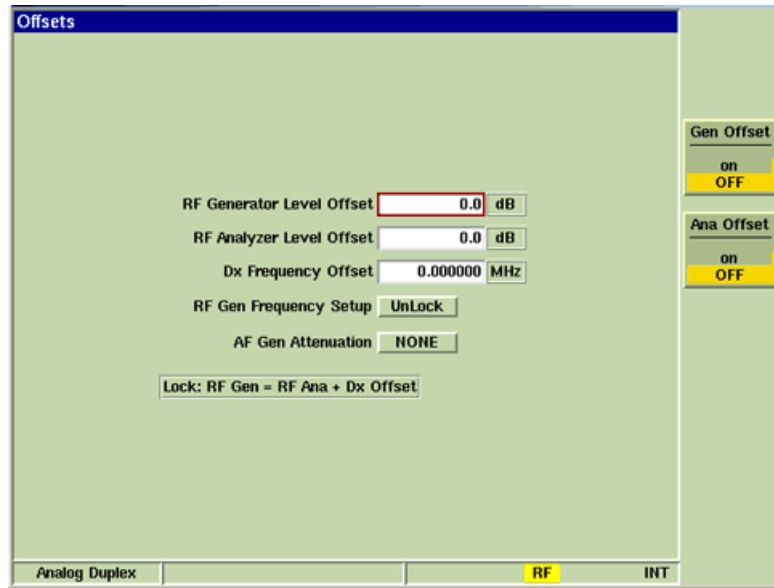 Offsets
Gen Offset
on
OFF
RF Generator Level Offset 0.0 dB
Ana Offset
RF Analyzer Level Offset 0.0 dB
on
OFF
Dx Frequency Offset 0.000000 MHz
RF Gen Frequency Setup UnLock
AF Gen Attenuation NONE
Lock: RF Gen = RF Ana + Dx Offset
Analog Duplex RF INT